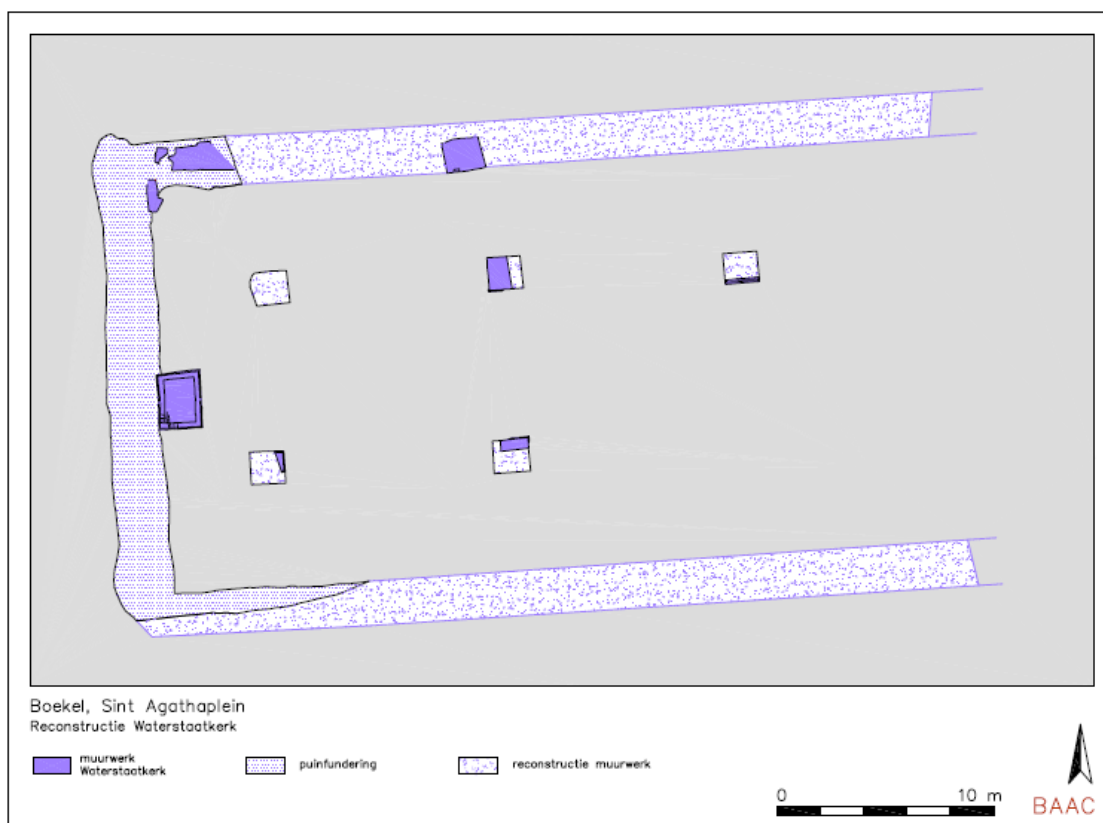 Boekel, Sint Agathaplein
Reconstructie Waterstaatkerk
muurwerk
Waterstaatkerk
puinfundering
reconstructie muurwerk
0 10 m
BAAC